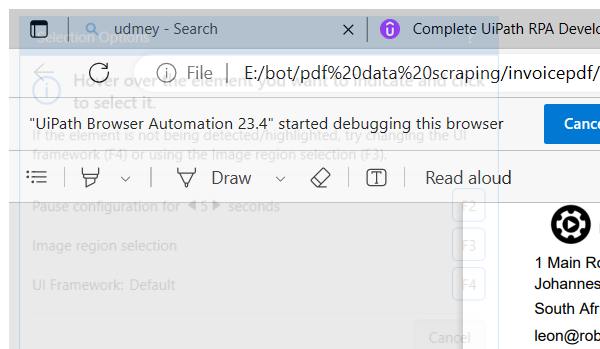 udmey - Search
Complete UiPath RPA Develo
Selection Options
File
E:/bot/pdf%20data%20scraping/invoicepdf/
Hover over the element you want to indicate and click
to select it.
"UiPath Browser Automation 23.4" started debugging this browser
Cance
If the element is not being detected/highlighted, try changing the UI
framework (F4) or using the Image region selection (F3).
Draw
Read aloud
Pause configuration for 5 seconds
F2
Image region selection
F3
UI Framework: Default
F4
Cancel
1 Main Ro
Johannes
South Afr
leon@rob